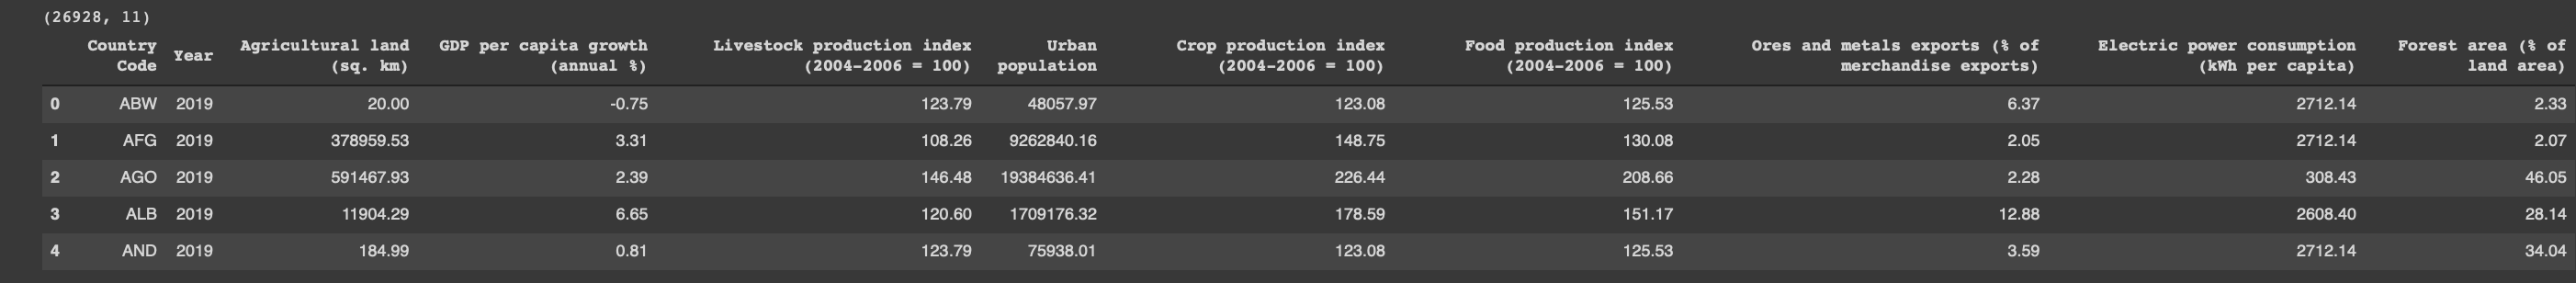 (26928, 11)
Country Code Year Agricultural land (sq. km) GDP per capita growth (annual %) Livestock production index (2004-2006 = 100) Urban population Crop production index (2004-2006 = 100) Food production index (2004-2006 = 100) Ores and metals exports (% of merchandise exports) Electric power consumption (kWh per capita) Forest area (% of land area)
0 ABW 2019 20.00 -0.75 123.79 48057.97 123.08 125.53 6.37 2712.14 2.33
1 AFG 2019 378959.53 3.31 108.26 9262840.16 148.75 130.08 2.05 2712.14 2.07
2 AGO 2019 591467.93 2.39 146.48 19384636.41 226.44 208.66 2.28 308.43 46.05
3 ALB 2019 11904.29 6.65 120.60 1709176.32 178.59 151.17 12.88 2608.40 28.14
4 AND 2019 184.99 0.81 123.79 75938.01 123.08 125.53 3.59 2712.14 34.04